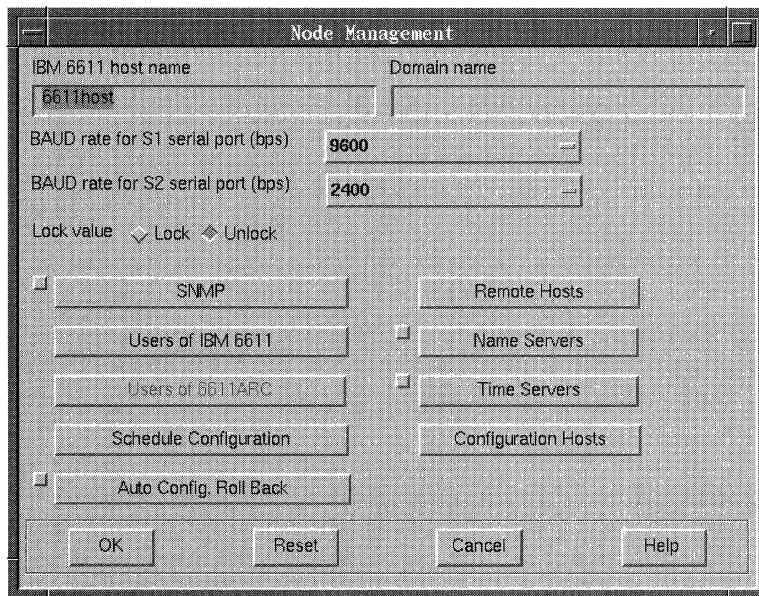 Node Management
IBM 6611 host name Domain name
6611host
BAUD rate for S1 serial port (bps) 9600
BAUD rate for S2 serial port (bps) 2400
Lock value Lock Unlock
SNMP Remote Hosts
Users of IBM 6611 Name Servers
Users of 6611ARC Time Servers
Schedule Configuration Configuration Hosts
Auto Config. Roll Back
OK Reset Cancel Help